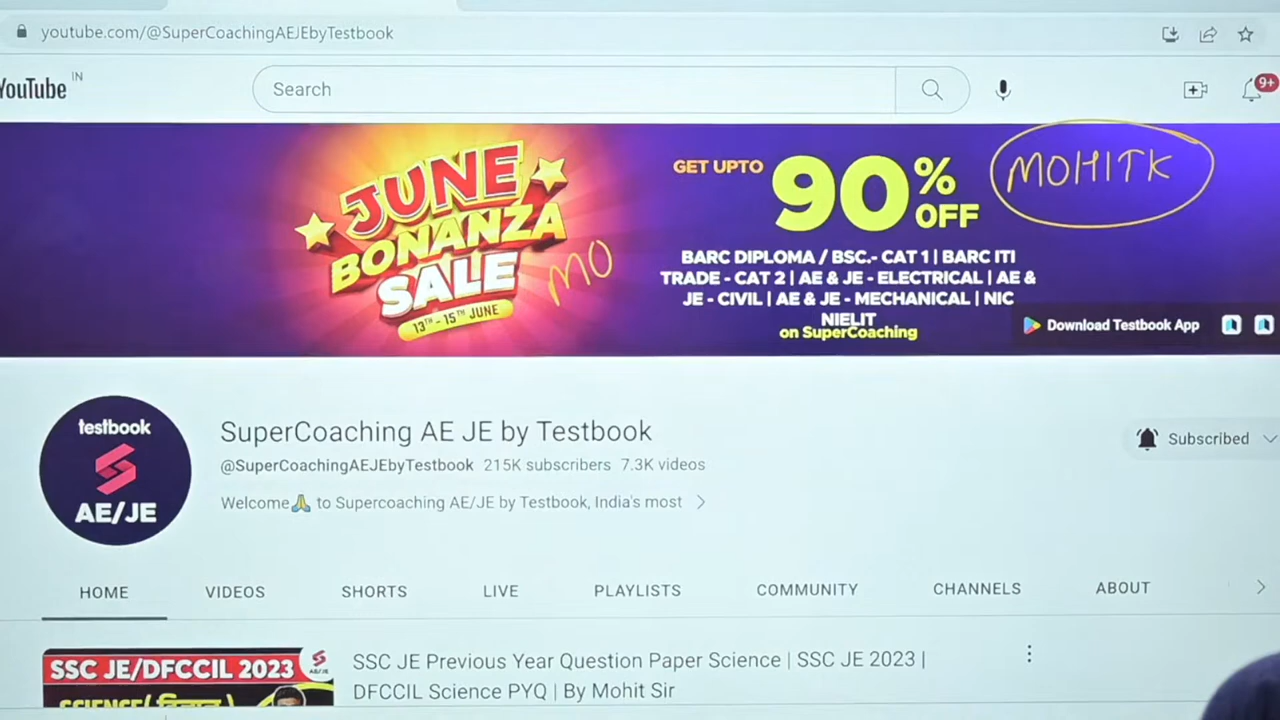 youtube.com/@SuperCoachingAEJEbyTestbook
YouTube IN
Search
9+
JUNE
BONANZA
SALE
13TH - 15TH JUNE
MO
GET UPTO
90% OFF
MOHITK
BARC DIPLOMA / BSC.- CAT 1 | BARC ITI
TRADE - CAT 2 | AE & JE - ELECTRICAL | AE &
JE - CIVIL | AE & JE - MECHANICAL | NIC
NIELIT
on SuperCoaching
Download Testbook App
testbook
AE/JE
SuperCoaching AE JE by Testbook
@SuperCoachingAEJEbyTestbook 215K subscribers 7.3K videos
Welcome🙏 to Supercoaching AE/JE by Testbook, India's most
Subscribed
HOME VIDEOS SHORTS LIVE PLAYLISTS COMMUNITY CHANNELS ABOUT
SSC JE/DFCCIL 2023
AE/JE
SCIENCE/विज्ञान
SSC JE Previous Year Question Paper Science | SSC JE 2023 |
DFCCIL Science PYQ | By Mohit Sir